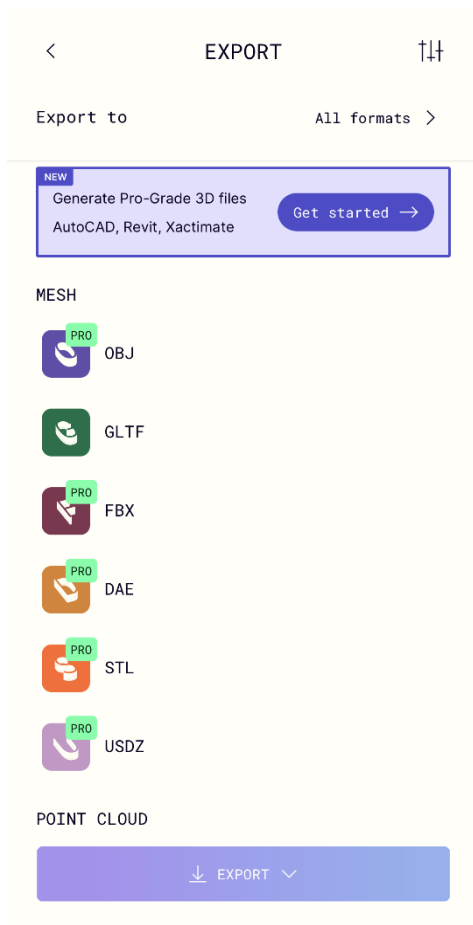 EXPORT
Export to
All formats
NEW
Generate Pro-Grade 3D files
AutoCAD, Revit, Xactimate
Get started
MESH
PRO
OBJ
GLTF
PRO
FBX
PRO
DAE
PRO
STL
PRO
USDZ
POINT CLOUD
EXPORT